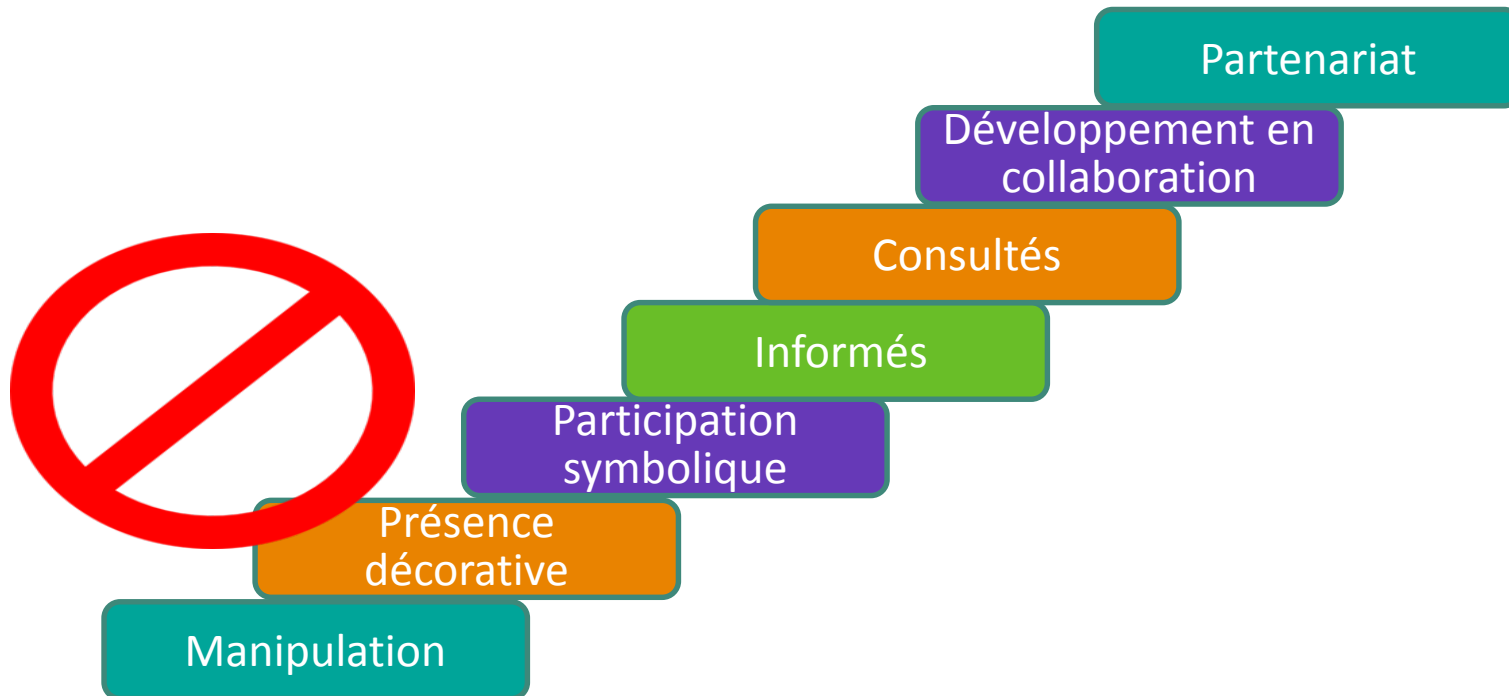 Partenariat
Développement en
collaboration
Consultés
Informés
Participation
symbolique
Présence
décorative
Manipulation